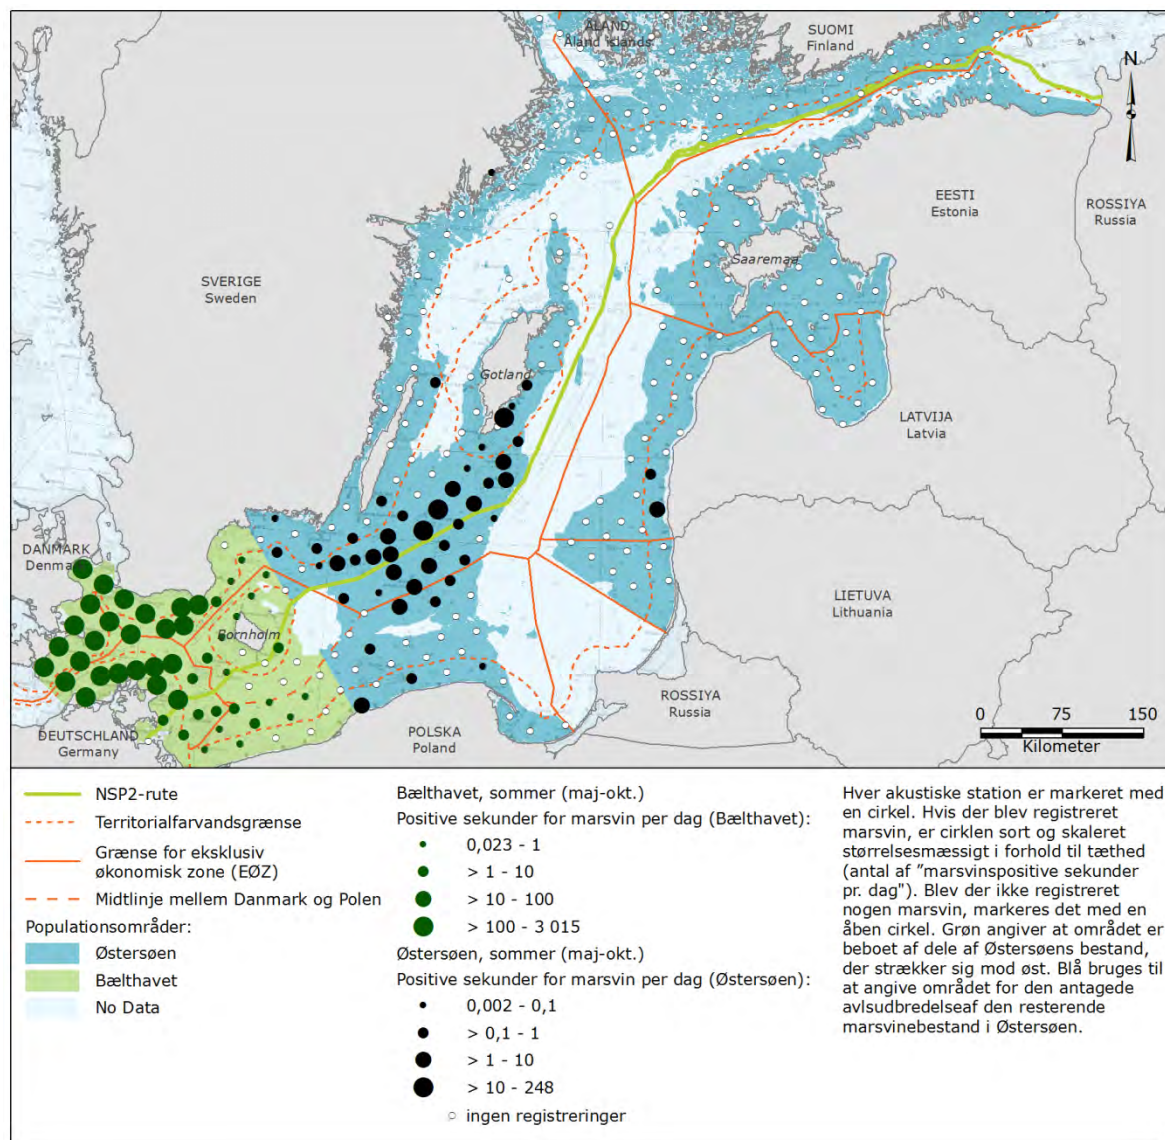 ÅLAND
Åland islands
SUOMI
Finland
N
EESTI
Estonia
ROSSIYA
Russia
SVERIGE
Sweden
Saaremaa
Gotland
LATVIJA
Latvia
DANMARK
Denmark
LIETUVA
Lithuania
Bornholm
ROSSIYA
Russia
DEUTSCHLAND
Germany
POLSKA
Poland
0 75 150
Kilometer
NSP2-rute
Territorialfarvandsgrænse
Grænse for eksklusiv
økonomisk zone (EØZ)
Midtlinje mellem Danmark og Polen
Populationsområder:
Østersøen
Bælthavet
No Data
Bælthavet, sommer (maj-okt.)
Positive sekunder for marsvin per dag (Bælthavet):
0,023 - 1
> 1 - 10
> 10 - 100
> 100 - 3 015
Østersøen, sommer (maj-okt.)
Positive sekunder for marsvin per dag (Østersøen):
0,002 - 0,1
> 0,1 - 1
> 1 - 10
> 10 - 248
ingen registreringer
Hver akustiske station er markeret med
en cirkel. Hvis der blev registreret
marsvin, er cirklen sort og skaleret
størrelsesmæssigt i forhold til tæthed
(antal af ”marsvinspositive sekunder
pr. dag"). Blev der ikke registreret
nogen marsvin, markeres det med en
åben cirkel. Grøn angiver at området er
beboet af dele af Østersøens bestand,
der strækker sig mod øst. Blå bruges til
at angive området for den antagede
avlsudbredelseaf den resterende
marsvinebestand i Østersøen.